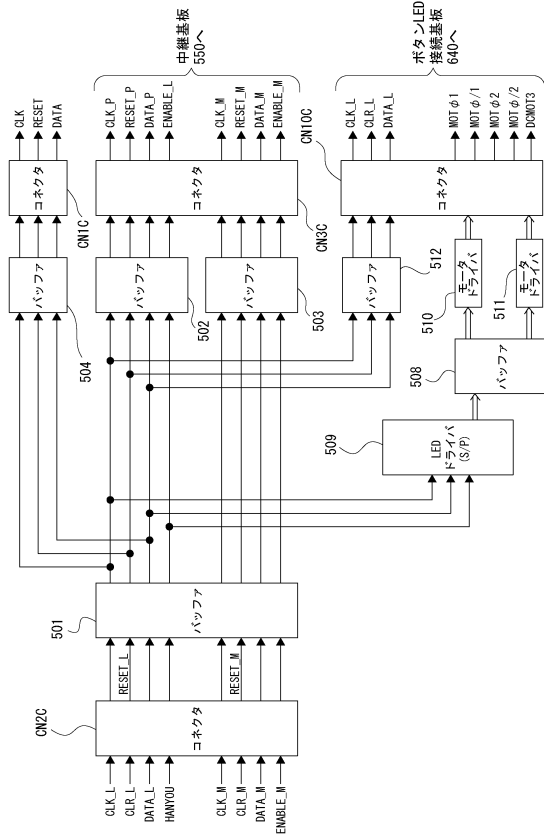 CLK
RESET
DATA
コネクタ
CN1C
バッファ
504
中継基板
550へ
CLK_P
RESET_P
DATA_P
ENABLE_L
CLK_M
RESET_M
DATA_M
ENABLE_M
コネクタ
CN3C
バッファ
502
バッファ
503
ボタンLED
接続基板
640へ
CN10C
CLK_L
CLR_L
DATA_L
MOTφ1
MOTφ/1
MOTφ2
MOTφ/2
DCMOT3
コネクタ
バッファ
512
モータ
ドライバ
510
モータ
ドライバ
511
バッファ
508
LED
ドライバ
(S/P)
509
バッファ
501
RESET_L
RESET_M
コネクタ
CN2C
CLK_L
CLR_L
DATA_L
HANYOU
CLK_M
CLR_M
DATA_M
ENABLE_M